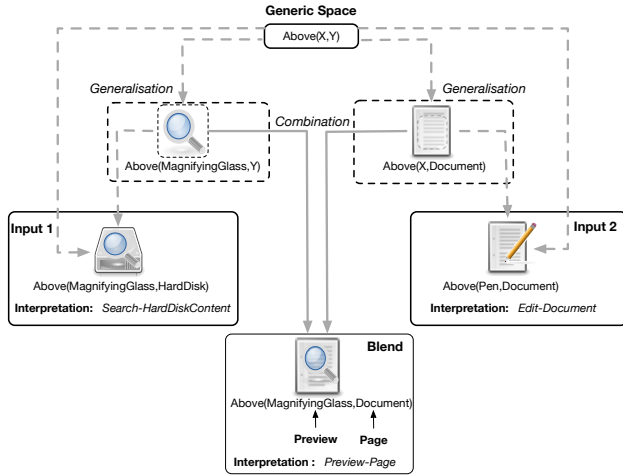 Generic Space
Above(X,Y)
Generalisation
Generalisation
Combination
Above(MagnifyingGlass,Y)
Above(X,Document)
Input 1
Above(MagnifyingGlass,HardDisk)
Interpretation: Search-HardDiskContent
Input 2
Above(Pen,Document)
Interpretation: Edit-Document
Blend
Above(MagnifyingGlass,Document)
Preview Page
Interpretation : Preview-Page